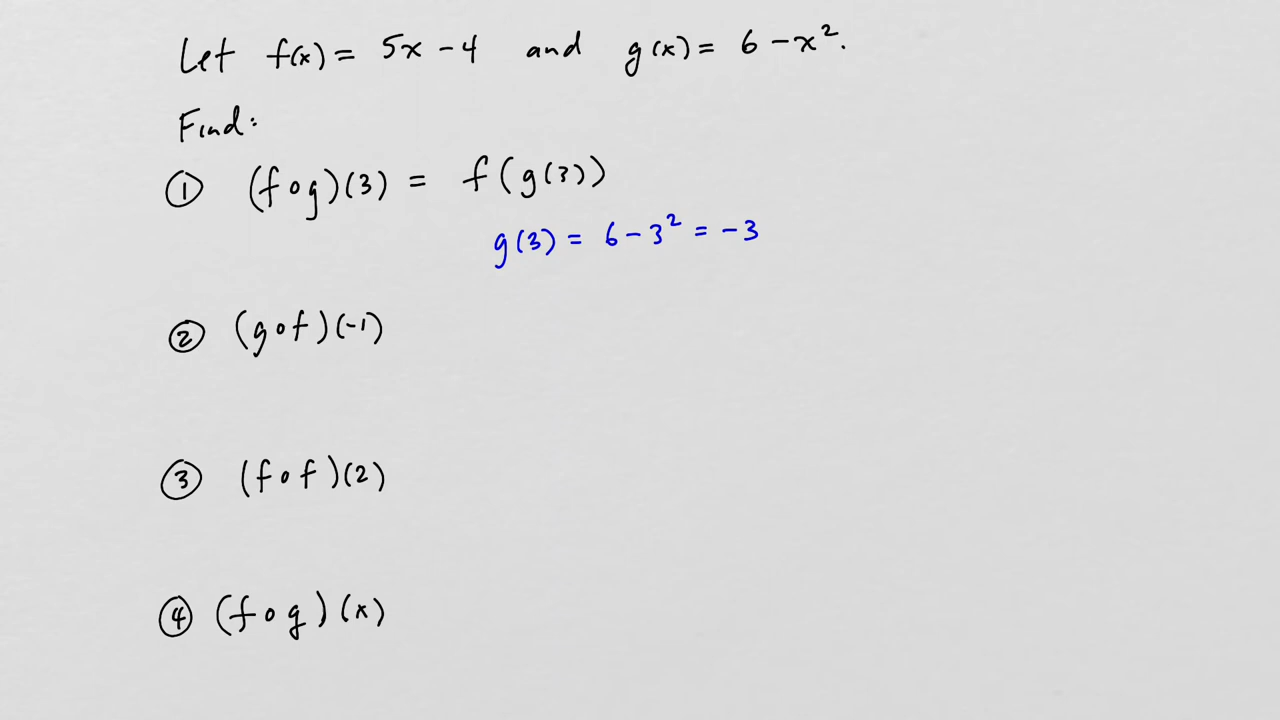 Let f(x) = 5x - 4 and g(x) = 6 - x².
Find:
① (f∘g)(3) = f(g(3))
g(3) = 6 - 3² = -3
② (g∘f)(-1)
③ (f∘f)(2)
④ (f∘g)(x)